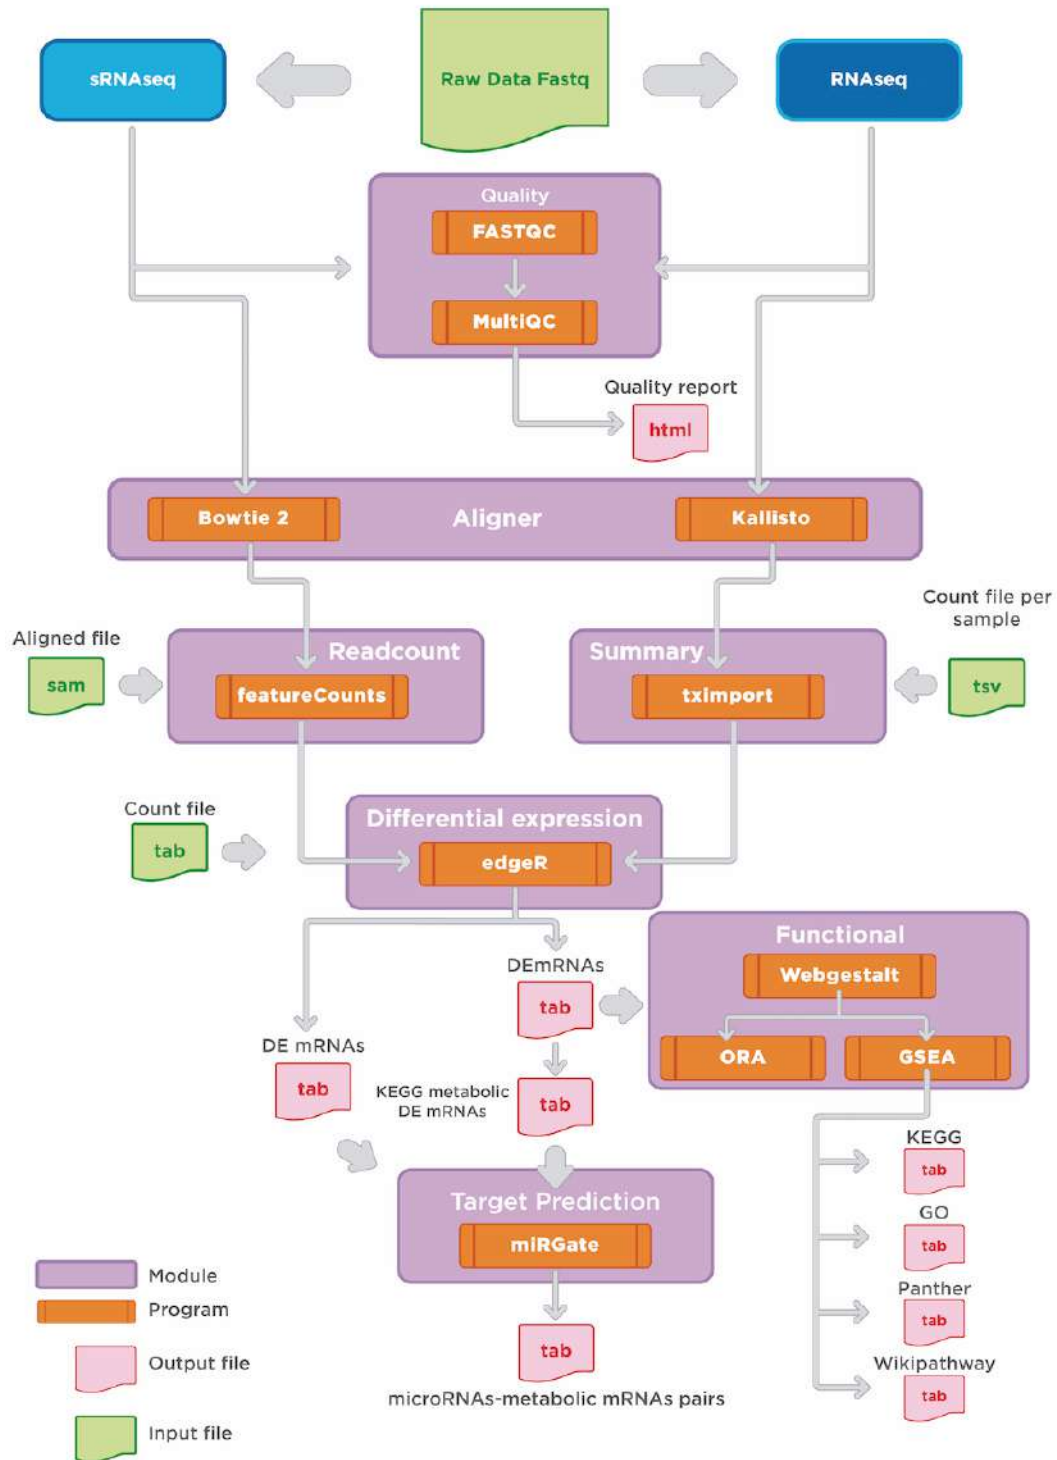 sRNAseq
Raw Data Fastq
RNAseq
Quality
FASTQC
MultiQC
Quality report
html
Bowtie 2
Aligner
Kallisto
Count file per
sample
Aligned file
sam
Readcount
featureCounts
Summary
tximport
tsv
Count file
tab
Differential expression
edgeR
Functional
Webgestalt
ORA
GSEA
DEmRNAs
tab
DE mRNAs
tab
KEGG metabolic
DE mRNAs
tab
KEGG
tab
GO
tab
Panther
tab
Wikipathway
tab
Target Prediction
miRGate
tab
microRNAs-metabolic mRNAs pairs
Module
Program
Output file
Input file